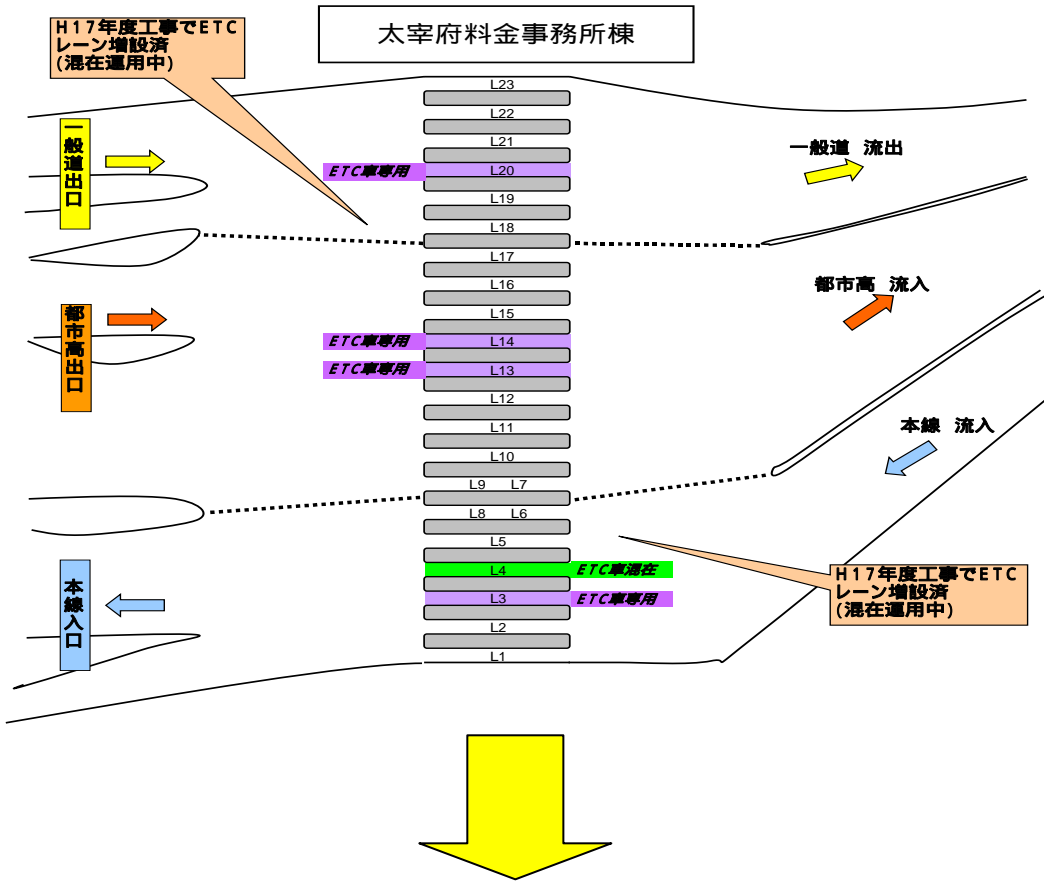 H17年度工事でETC
レーン増設済
(混在運用中)
太宰府料金事務所棟
一般道出口
都市高出口
本線入口
L23
L22
L21
ETC車専用 L20
L19
L18
L17
L16
L15
ETC車専用 L14
ETC車専用 L13
L12
L11
L10
L9 L7
L8 L6
L5
L4 ETC車混在
L3 ETC車専用
L2
L1
一般道 流出
都市高 流入
本線 流入
H17年度工事でETC
レーン増設済
(混在運用中)